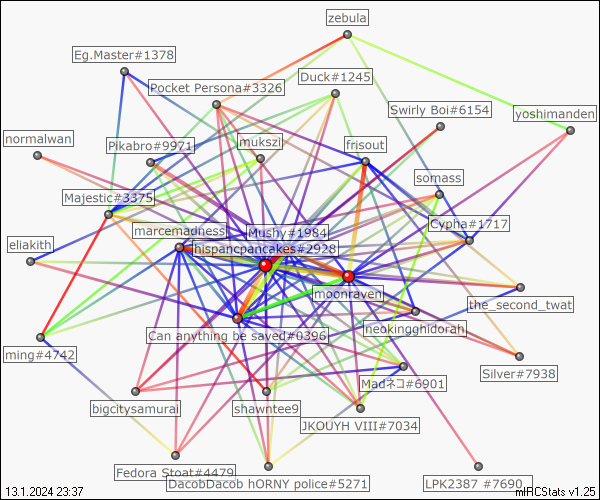 zebula
Eg.Master#1378
Duck#1245
Pocket Persona#3326
Swirly Boi#6154
yoshimanden
normalwan
Pikabro#9971
mukszi
frisout
somass
Majestic#3375
Cypha#1717
marcemadness
Mushy#1984
hispancpancakes#2928
eliakith
moonraven
the_second_twat
neokingghidorah
Can anything be saved#0396
ming#4742
Silver#7938
Madネコ#6901
bigcitysamurai
shawntee9
JKOUYH VIII#7034
Fedora Stoat#4479
DacobDacob hORNY police#5271
LPK2387 #7690
13.1.2024 23:37
mIRCStats v1.25